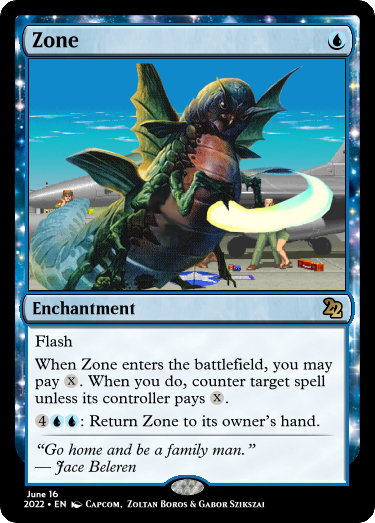 Zone
Enchantment
22
Flash
When Zone enters the battlefield, you may
pay X. When you do, counter target spell
unless its controller pays X.
4: Return Zone to its owner's hand.
“Go home and be a family man.”
— Jace Beleren
June 16
2022 • EN Capcom, Zoltan Boros & Gabor Szikszai